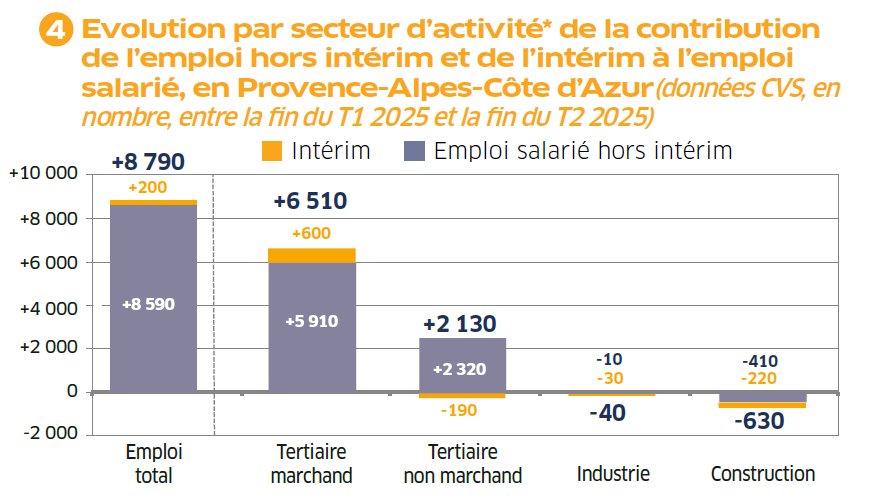 4 Evolution par secteur d'activité* de la contribution
de l'emploi hors intérim et de l'intérim à l'emploi
salarié, en Provence-Alpes-Côte d'Azur (données CVS, en
nombre, entre la fin du T1 2025 et la fin du T2 2025)
Intérim
Emploi salarié hors intérim
+10 000
+8 000
+6 000
+4 000
+2 000
0
-2 000
+8 790
+200
+8 590
+6 510
+600
+5 910
+2 130
+2 320
-190
-10
-30
-40
-410
-220
-630
Emploi
total
Tertiaire
marchand
Tertiaire
non marchand
Industrie
Construction